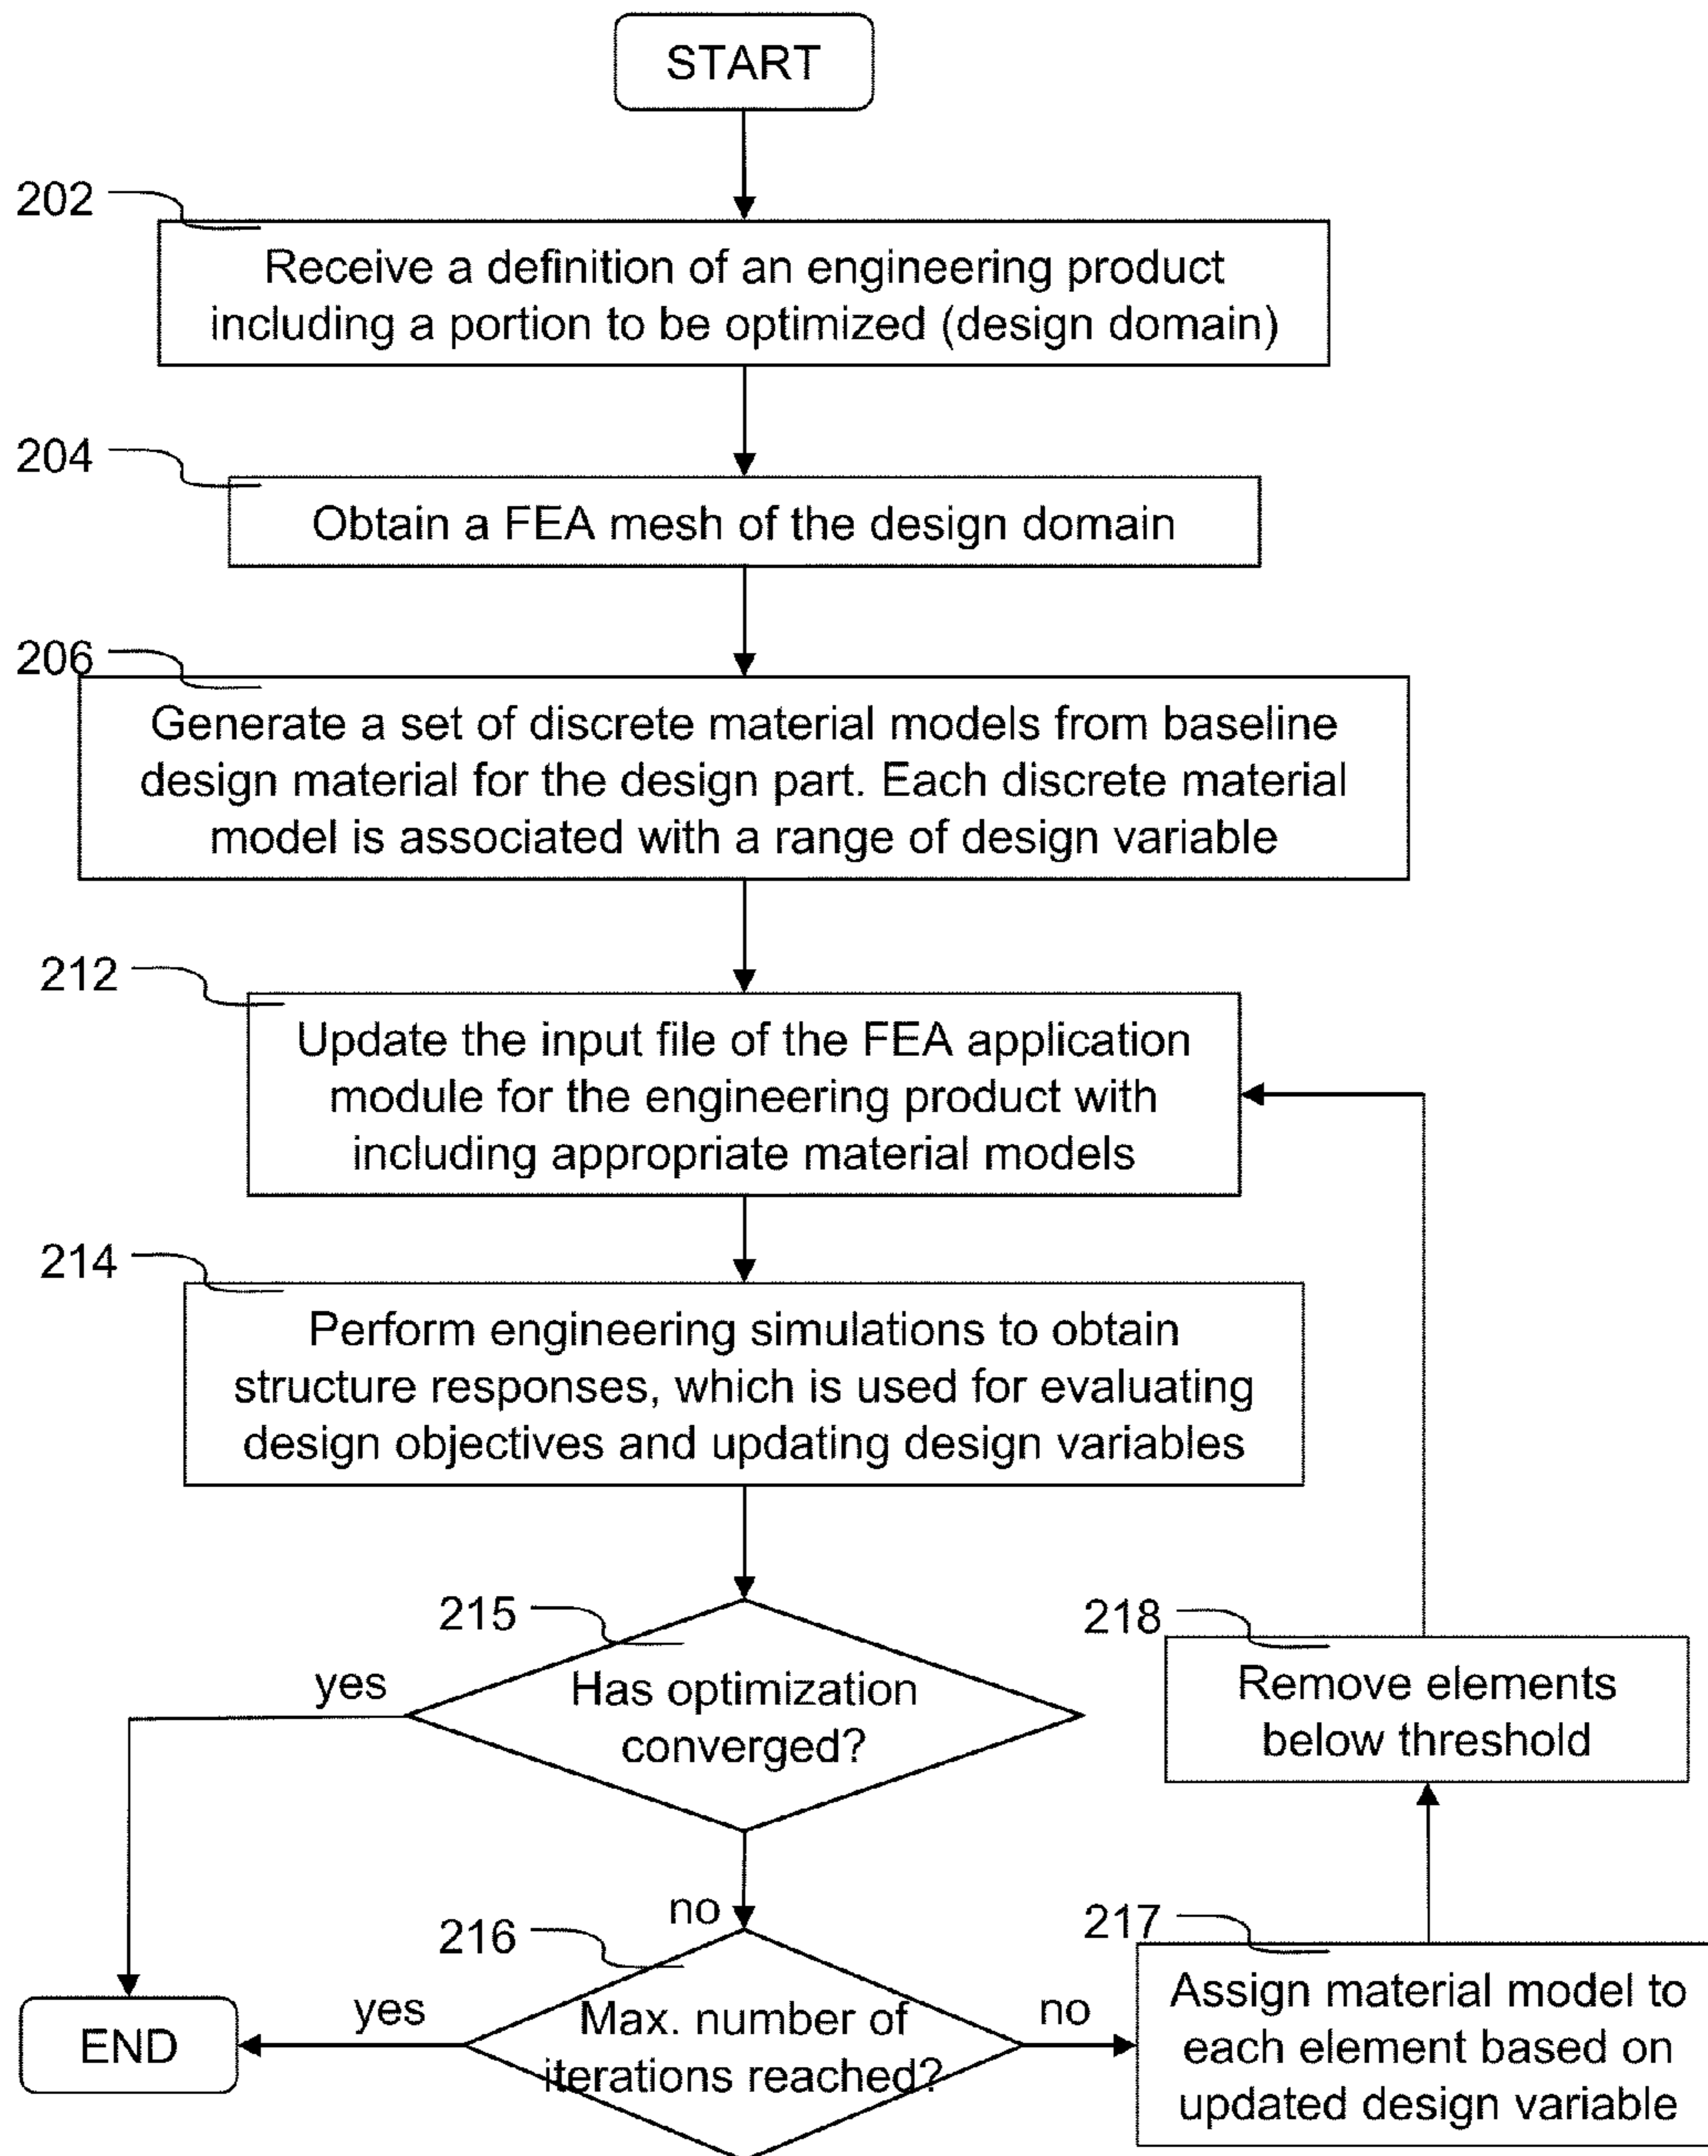 START
202
Receive a definition of an engineering product
including a portion to be optimized (design domain)
204
Obtain a FEA mesh of the design domain
206
Generate a set of discrete material models from baseline
design material for the design part. Each discrete material
model is associated with a range of design variable
212
Update the input file of the FEA application
module for the engineering product with
including appropriate material models
214
Perform engineering simulations to obtain
structure responses, which is used for evaluating
design objectives and updating design variables
215
Has optimization
converged?
yes
no
216
Max. number of
iterations reached?
yes
END
no
217
Assign material model to
each element based on
updated design variable
218
Remove elements
below threshold